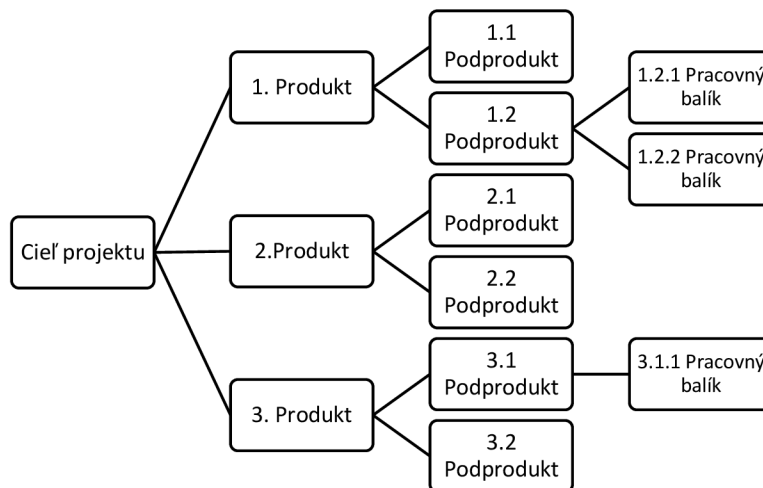 1.1
Podprodukt
1. Produkt
1.2
Podprodukt
1.2.1 Pracovný
balík
1.2.2 Pracovný
balík
Cieľ projektu
2.Produkt
2.1
Podprodukt
2.2
Podprodukt
3. Produkt
3.1
Podprodukt
3.1.1 Pracovný
balík
3.2
Podprodukt